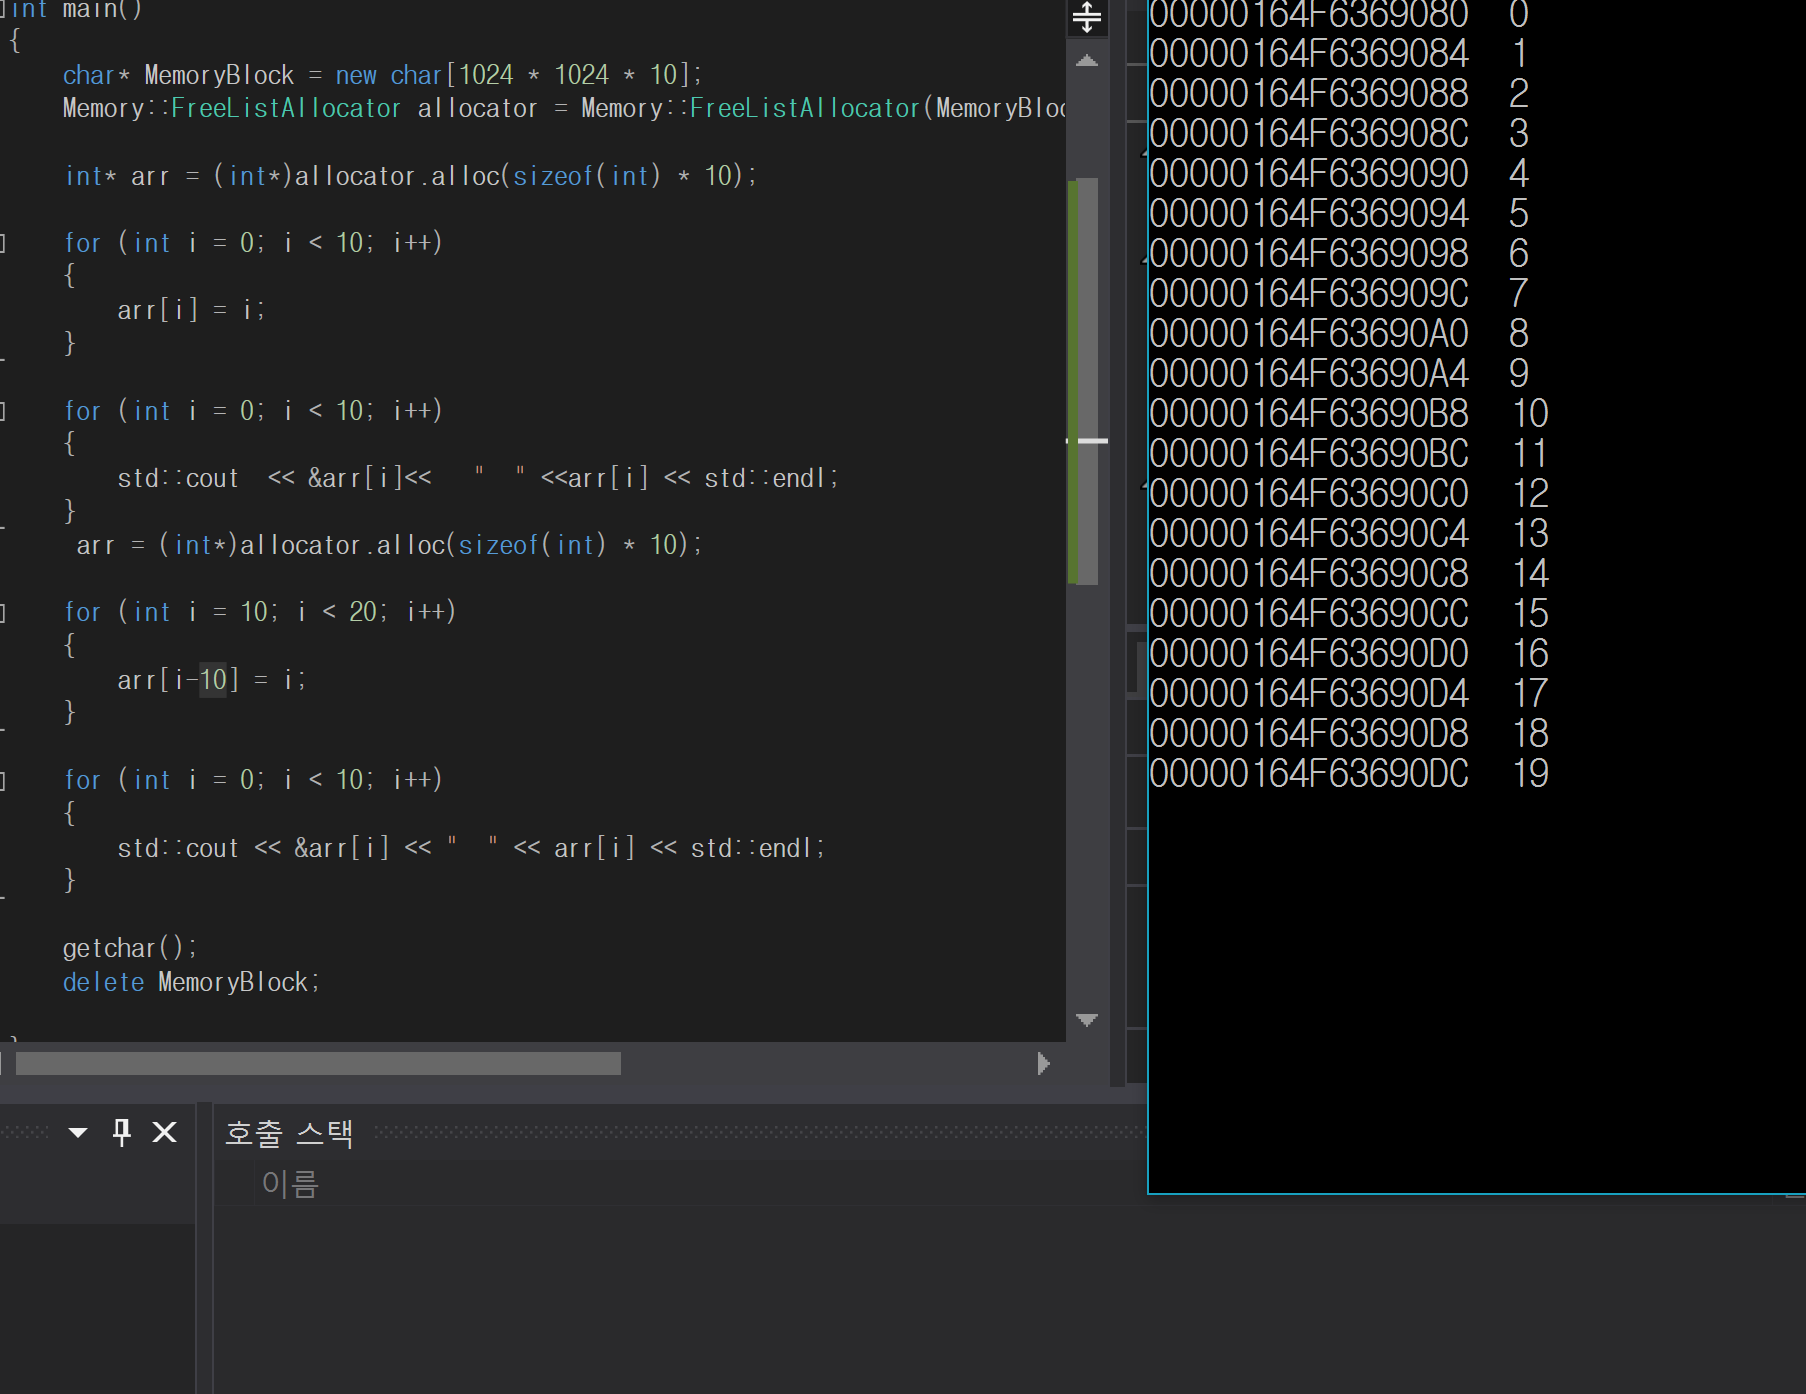 int main()
{
char* MemoryBlock = new char[1024 * 1024 * 10];
Memory::FreeListAllocator allocator = Memory::FreeListAllocator(MemoryBloc
int* arr = (int*)allocator.alloc(sizeof(int) * 10);
for (int i = 0; i < 10; i++)
{
arr[i] = i;
}
for (int i = 0; i < 10; i++)
{
std::cout  << &arr[i]<<   "  " <<arr[i] << std::endl;
}
arr = (int*)allocator.alloc(sizeof(int) * 10);
for (int i = 10; i < 20; i++)
{
arr[i-10] = i;
}
for (int i = 0; i < 10; i++)
{
std::cout << &arr[i] << "  " << arr[i] << std::endl;
}
getchar();
delete MemoryBlock;
}
00000164F6369080  0
00000164F6369084  1
00000164F6369088  2
00000164F636908C  3
00000164F6369090  4
00000164F6369094  5
00000164F6369098  6
00000164F636909C  7
00000164F63690A0  8
00000164F63690A4  9
00000164F63690B8  10
00000164F63690BC  11
00000164F63690C0  12
00000164F63690C4  13
00000164F63690C8  14
00000164F63690CC  15
00000164F63690D0  16
00000164F63690D4  17
00000164F63690D8  18
00000164F63690DC  19
호출 스택
이름